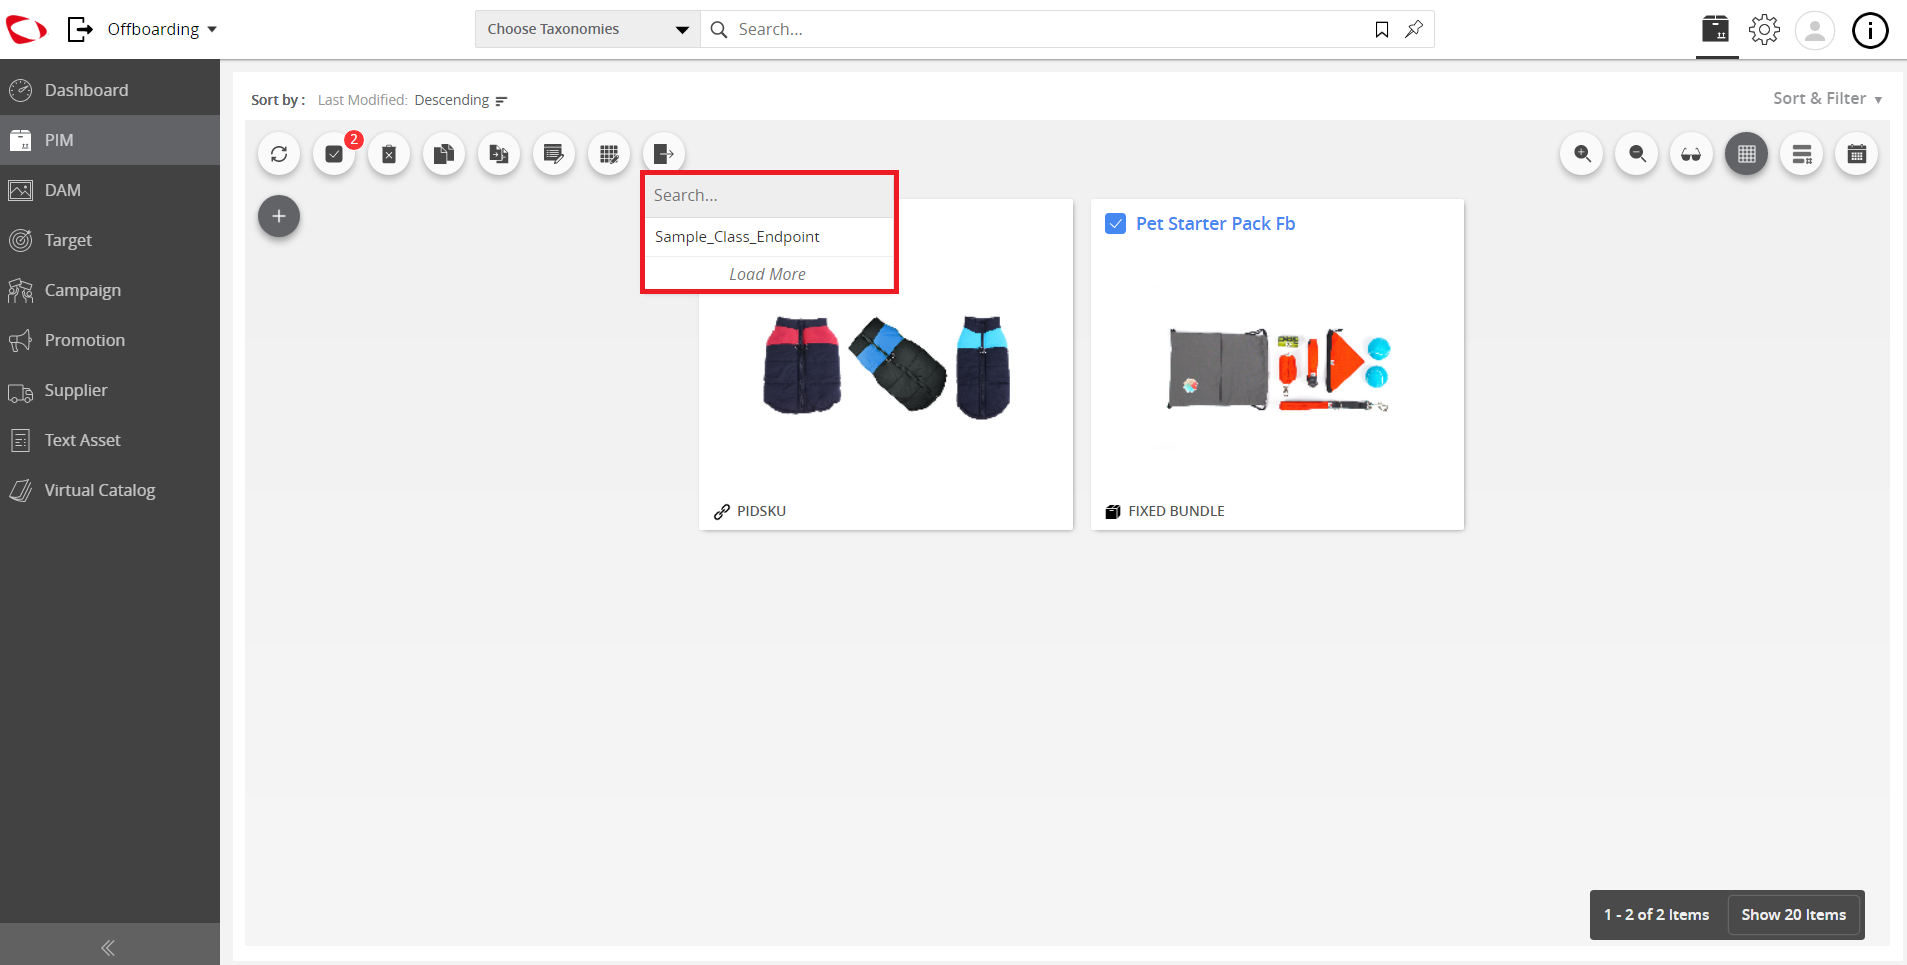 Offboarding
Choose Taxonomies
Search...
Dashboard
PIM
DAM
Target
Campaign
Promotion
Supplier
Text Asset
Virtual Catalog
Sort by : Last Modified: Descending
Sort & Filter
2
Search...
Sample_Class_Endpoint
Load More
Pet Starter Pack Fb
PIDSKU
FIXED BUNDLE
1 - 2 of 2 Items
Show 20 Items